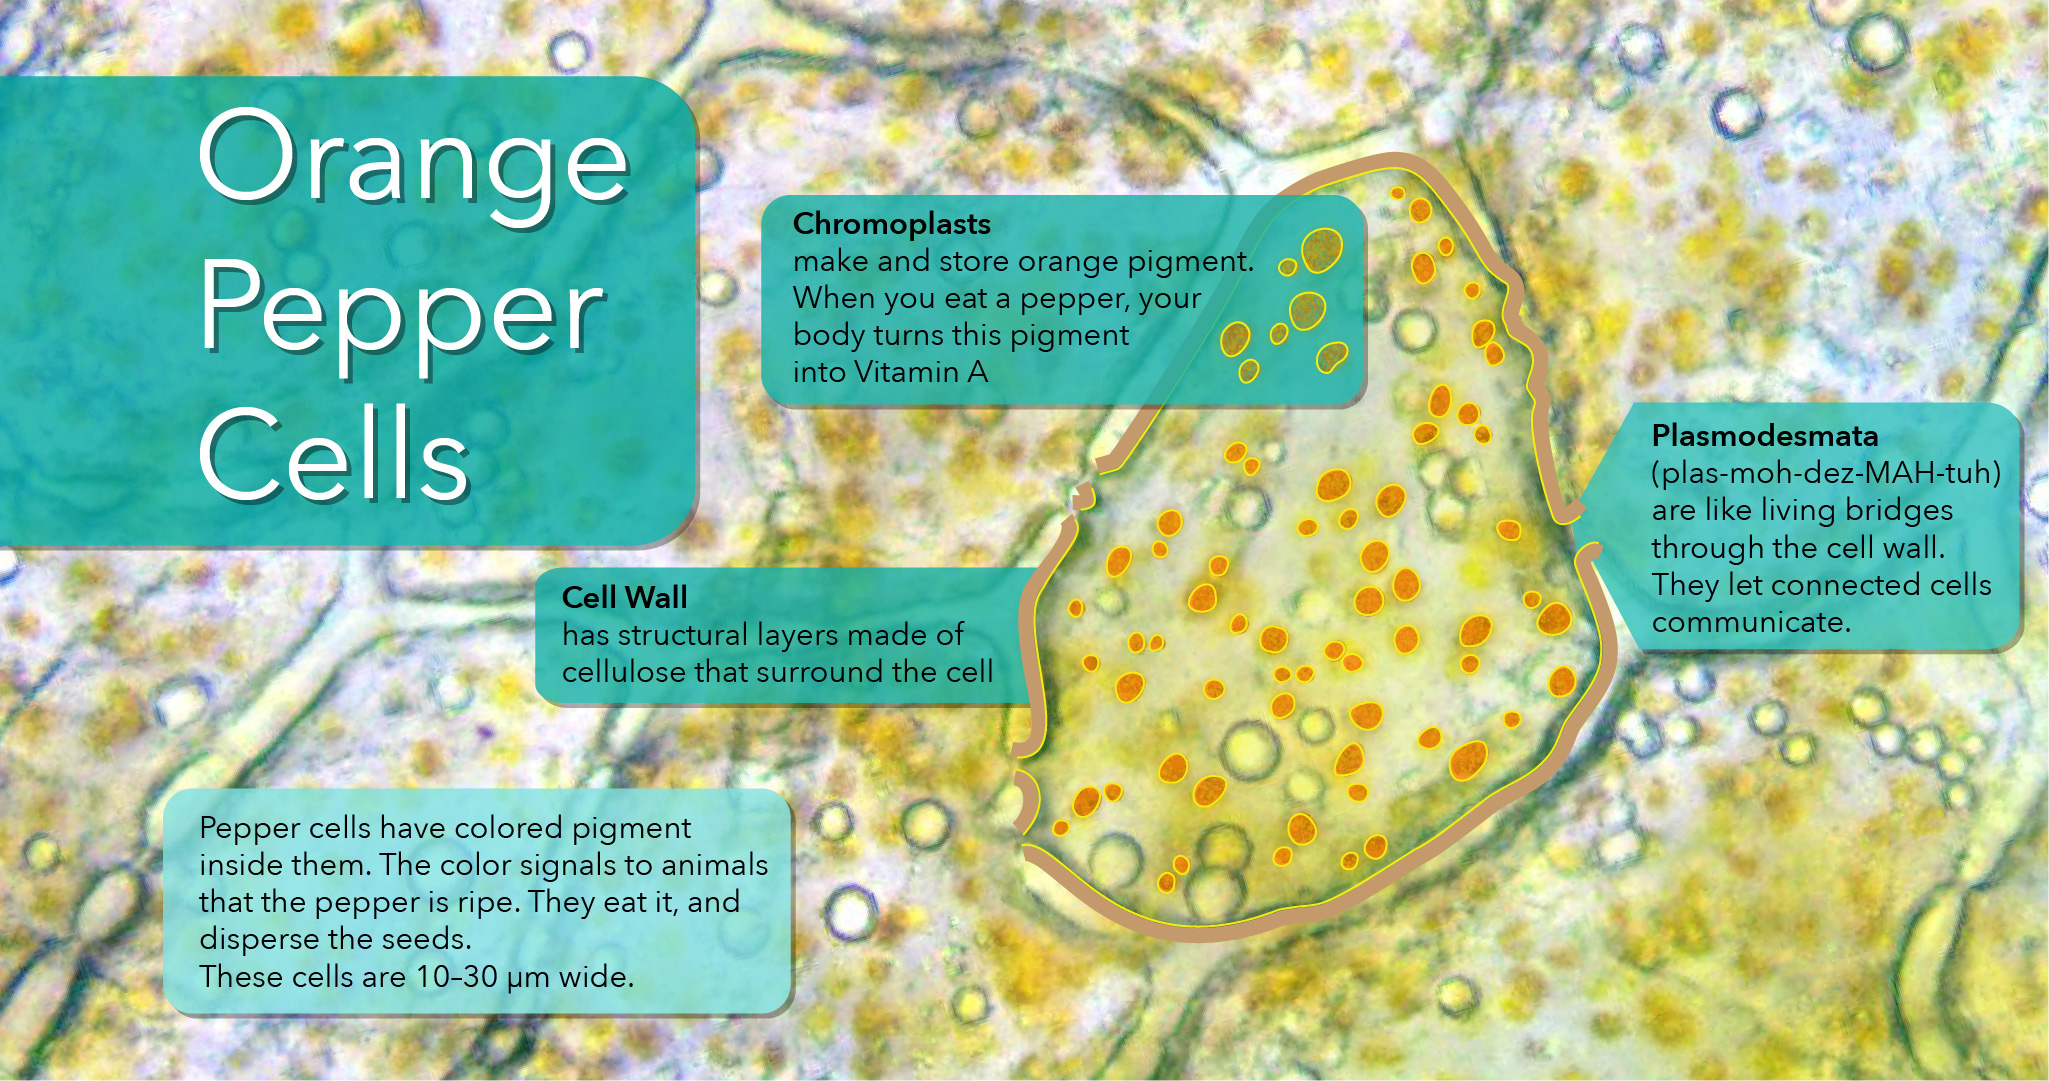 Orange
Pepper
Cells
Chromoplasts
make and store orange pigment.
When you eat a pepper, your
body turns this pigment
into Vitamin A
Plasmodesmata
(plas-moh-dez-MAH-tuh)
are like living bridges
through the cell wall.
They let connected cells
communicate.
Cell Wall
has structural layers made of
cellulose that surround the cell
Pepper cells have colored pigment
inside them. The color signals to animals
that the pepper is ripe. They eat it, and
disperse the seeds.
These cells are 10–30 µm wide.